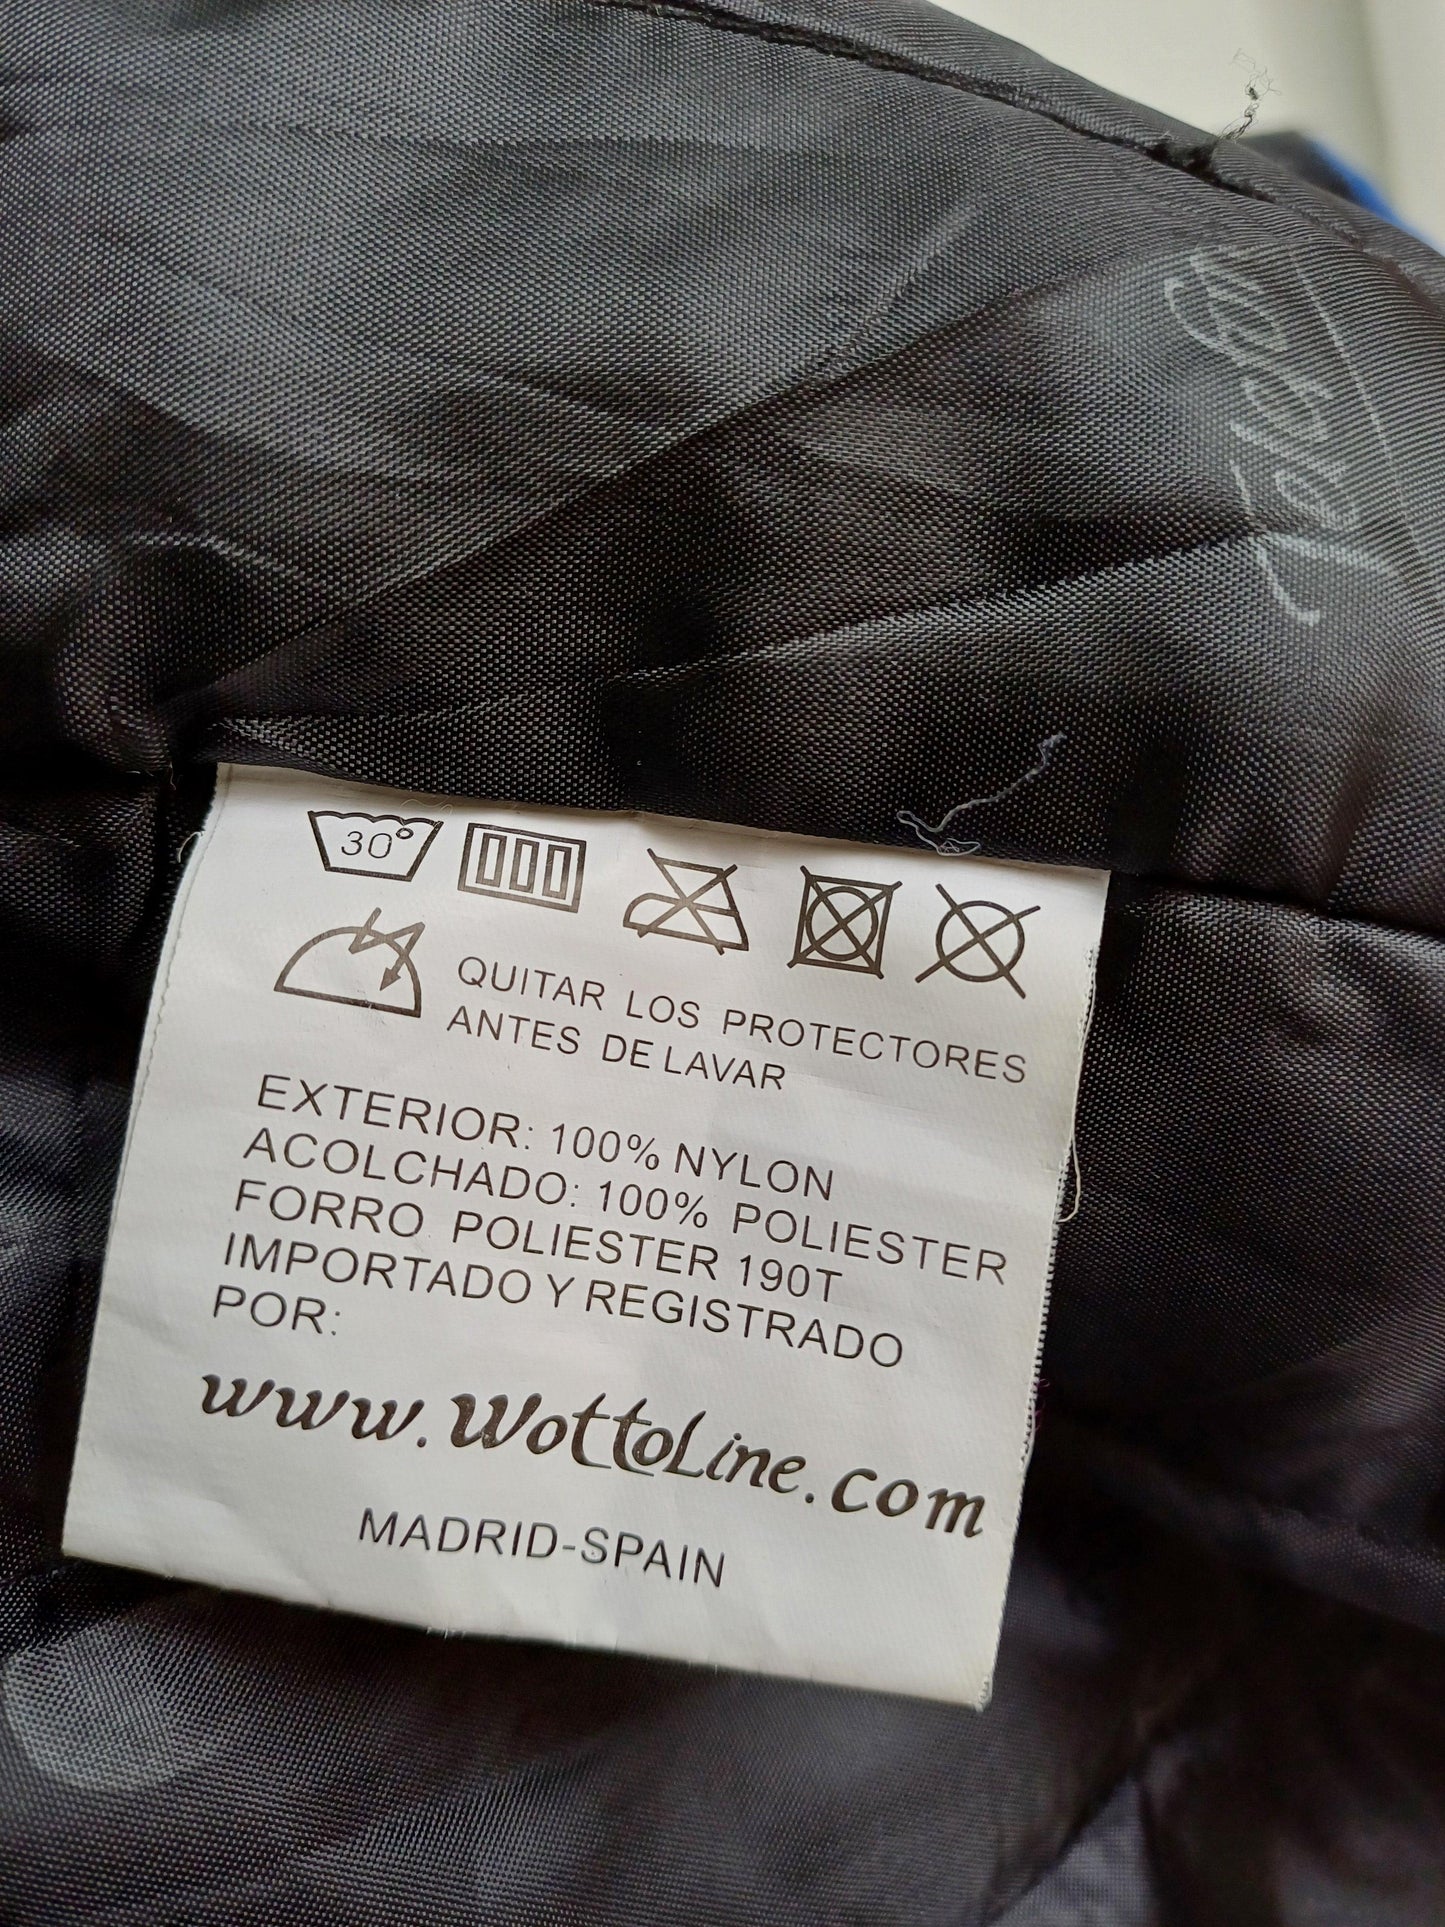 30°
QUITAR LOS PROTECTORES
ANTES DE LAVAR
EXTERIOR: 100% NYLON
ACOLCHADO: 100% POLIESTER
FORRO POLIESTER 190T
IMPORTADO Y REGISTRADO
POR:
www.WottoLine.com
MADRID-SPAIN